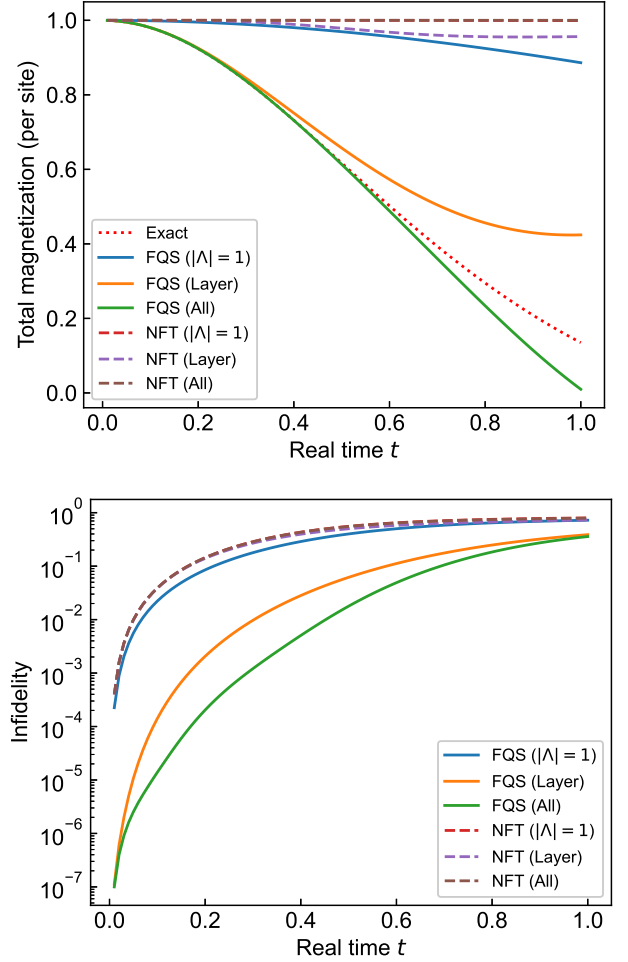 Total magnetization (per site)
1.0
0.8
0.6
0.4
0.2
0.0
Exact
FQS (|Λ| = 1)
FQS (Layer)
FQS (All)
NFT (|Λ| = 1)
NFT (Layer)
NFT (All)
0.0 0.2 0.4 0.6 0.8 1.0
Real time t
Infidelity
10^0
10^-1
10^-2
10^-3
10^-4
10^-5
10^-6
10^-7
FQS (|Λ| = 1)
FQS (Layer)
FQS (All)
NFT (|Λ| = 1)
NFT (Layer)
NFT (All)
0.0 0.2 0.4 0.6 0.8 1.0
Real time t